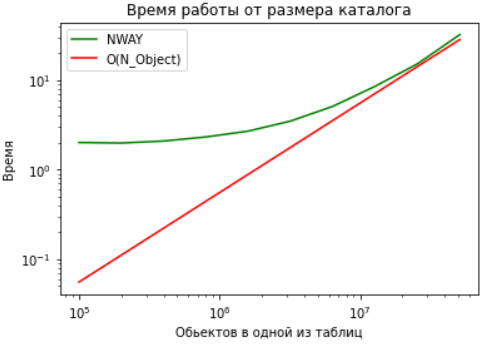 Время работы от размера каталога
NWAY
O(N_Object)
Время
10¹
10⁰
10⁻¹
10⁵
10⁶
10⁷
Обьектов в одной из таблиц